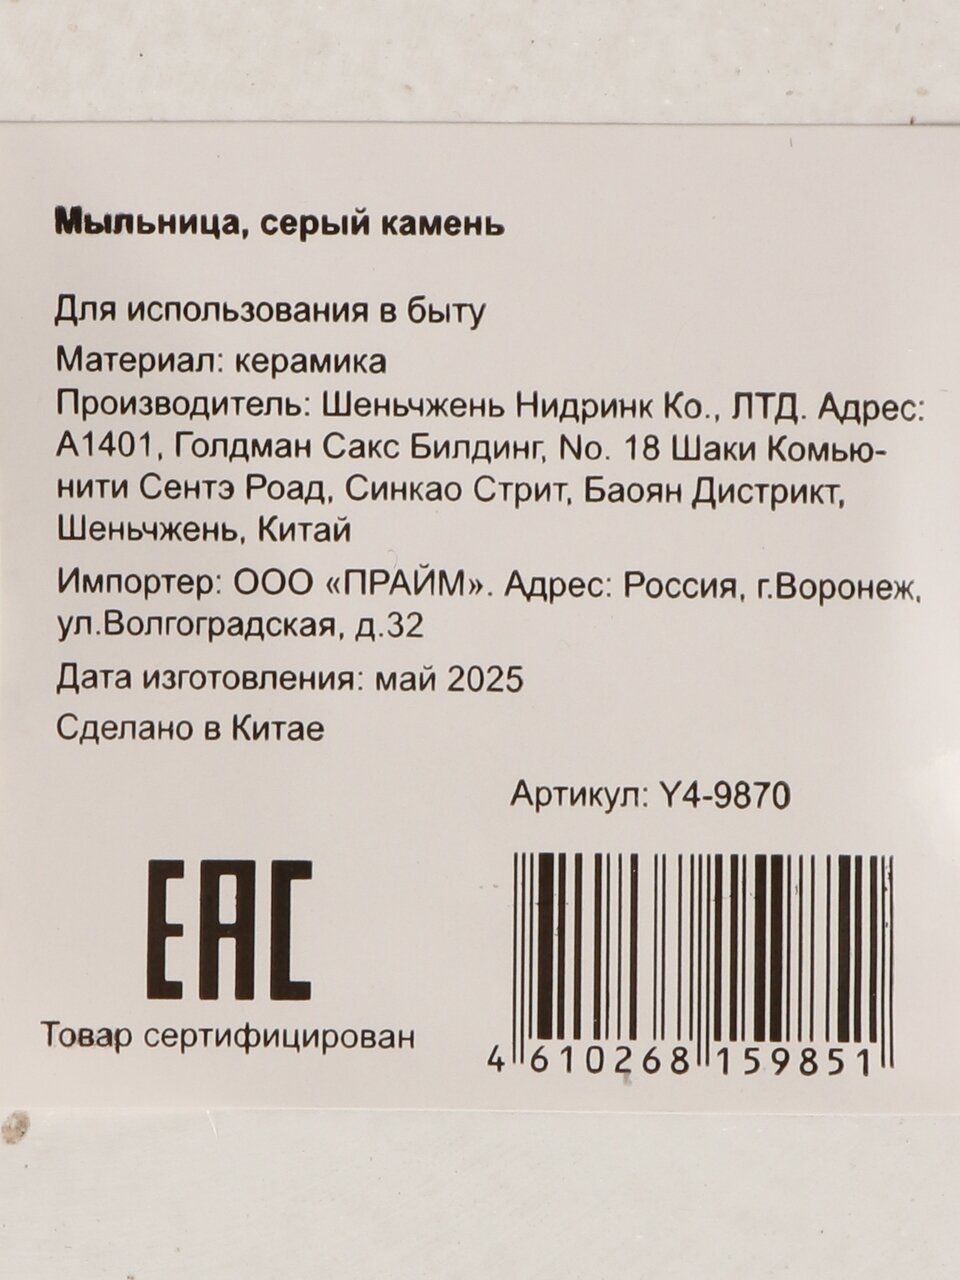 Мыльница, серый камень
Для использования в быту
Материал: керамика
Производитель: Шеньчжень Нидринк Ко., ЛТД. Адрес:
А1401, Голдман Сакс Билдинг, No. 18 Шаки Комью-
нити Сентэ Роад, Синкао Стрит, Баоян Дистрикт,
Шеньчжень, Китай
Импортер: ООО «ПРАЙМ». Адрес: Россия, г.Воронеж,
ул.Волгоградская, д.32
Дата изготовления: май 2025
Сделано в Китае
Артикул: Y4-9870
EAC
Товар сертифицирован
4 610268 159851